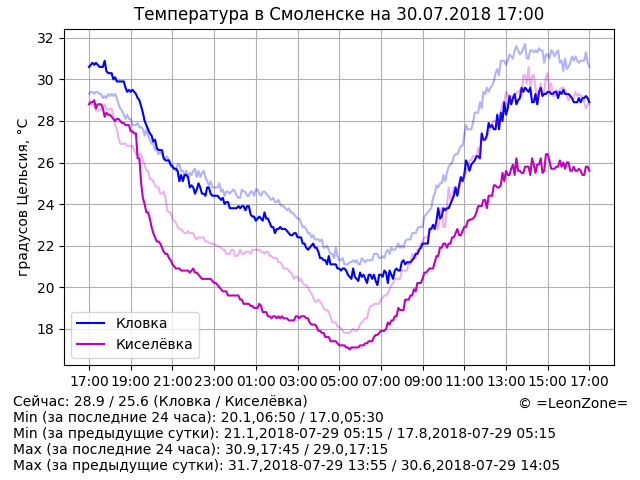 Температура в Смоленске на 30.07.2018 17:00
градусов Цельсия, °C
32
30
28
26
24
22
20
18
Кловка
Киселёвка
17:00 19:00 21:00 23:00 01:00 03:00 05:00 07:00 09:00 11:00 13:00 15:00 17:00
Сейчас: 28.9 / 25.6 (Кловка / Киселёвка)
© =LeonZone=
Min (за последние 24 часа): 20.1,06:50 / 17.0,05:30
Min (за предыдущие сутки): 21.1,2018-07-29 05:15 / 17.8,2018-07-29 05:15
Max (за последние 24 часа): 30.9,17:45 / 29.0,17:15
Max (за предыдущие сутки): 31.7,2018-07-29 13:55 / 30.6,2018-07-29 14:05